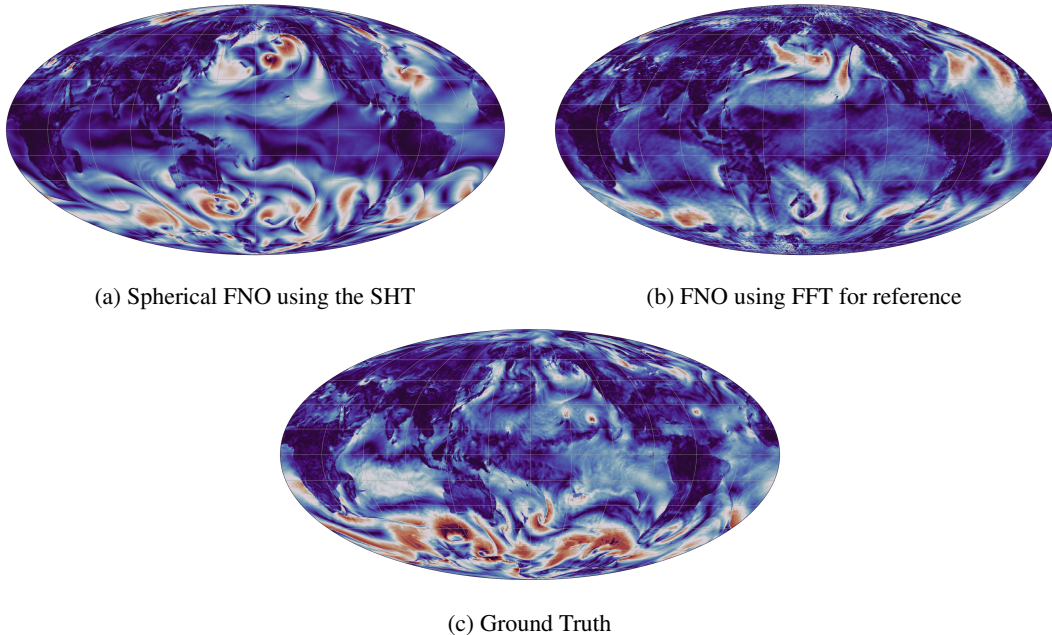 (a) Spherical FNO using the SHT
(b) FNO using FFT for reference
(c) Ground Truth